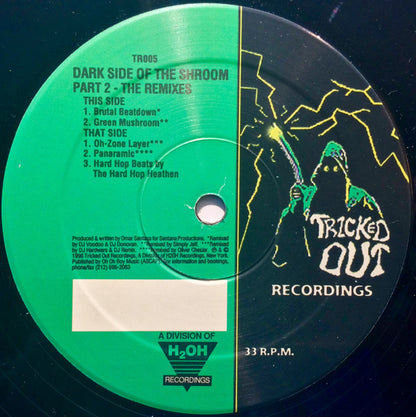 TR005
DARK SIDE OF THE SHROOM
PART 2 - THE REMIXES
THIS SIDE
1. Brutal Beatdown*
2. Green Mushroom**
THAT SIDE
1. Oh-Zone Layer***
2. Panaramic****
3. Hard Hop Beats by
The Hard Hop Heathen
Produced & written by Omar Santana for Santana Productions. *Remixed
by DJ Voodoo & DJ Donovan. **Remixed by Simply Jeff. ***Remixed
by DJ Hardware & DJ Remin. ****Remixed by Oliver Chesler. ℗ & ©
1996 Tricked Out Recordings, A Division of H2OH Recordings, New York.
Published by Oh Oh Boy Music (ASCAP). For information and bookings,
phone/fax: (212)
A DIVISION OF
H2OH
RECORDINGS
TRICKED
OUT
RECORDINGS
33 R.P.M.